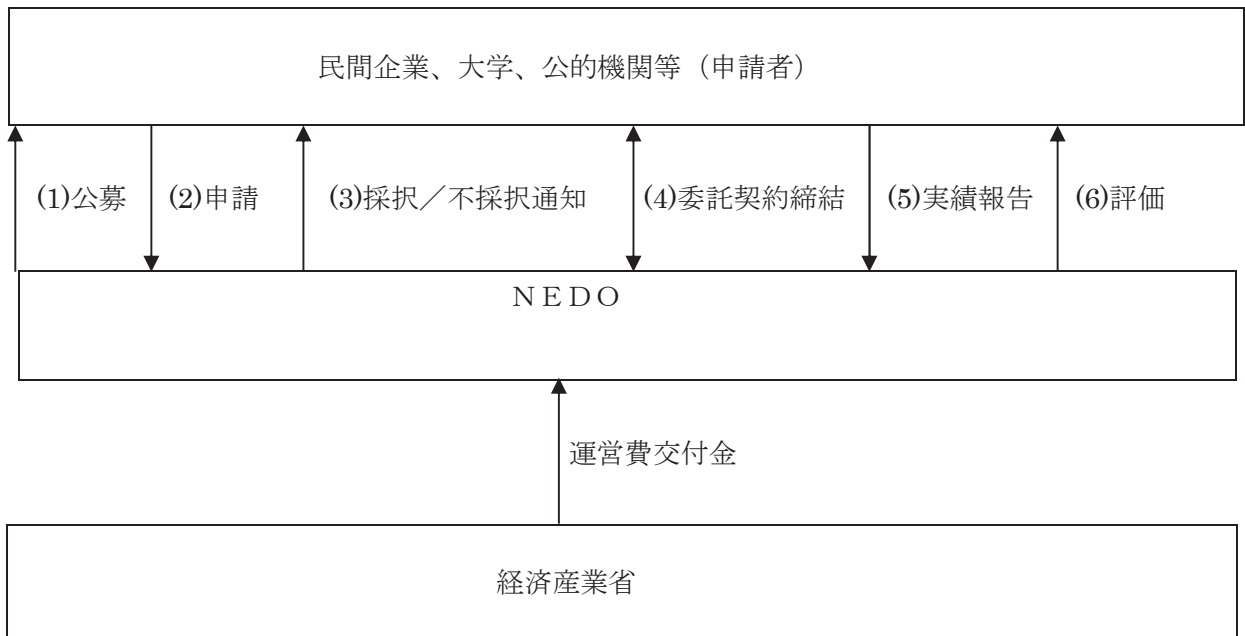 民間企業、大学、公的機関等（申請者）
(1)公募 (2)申請 (3)採択／不採択通知 (4)委託契約締結 (5)実績報告 (6)評価
ＮＥＤＯ
運営費交付金
経済産業省